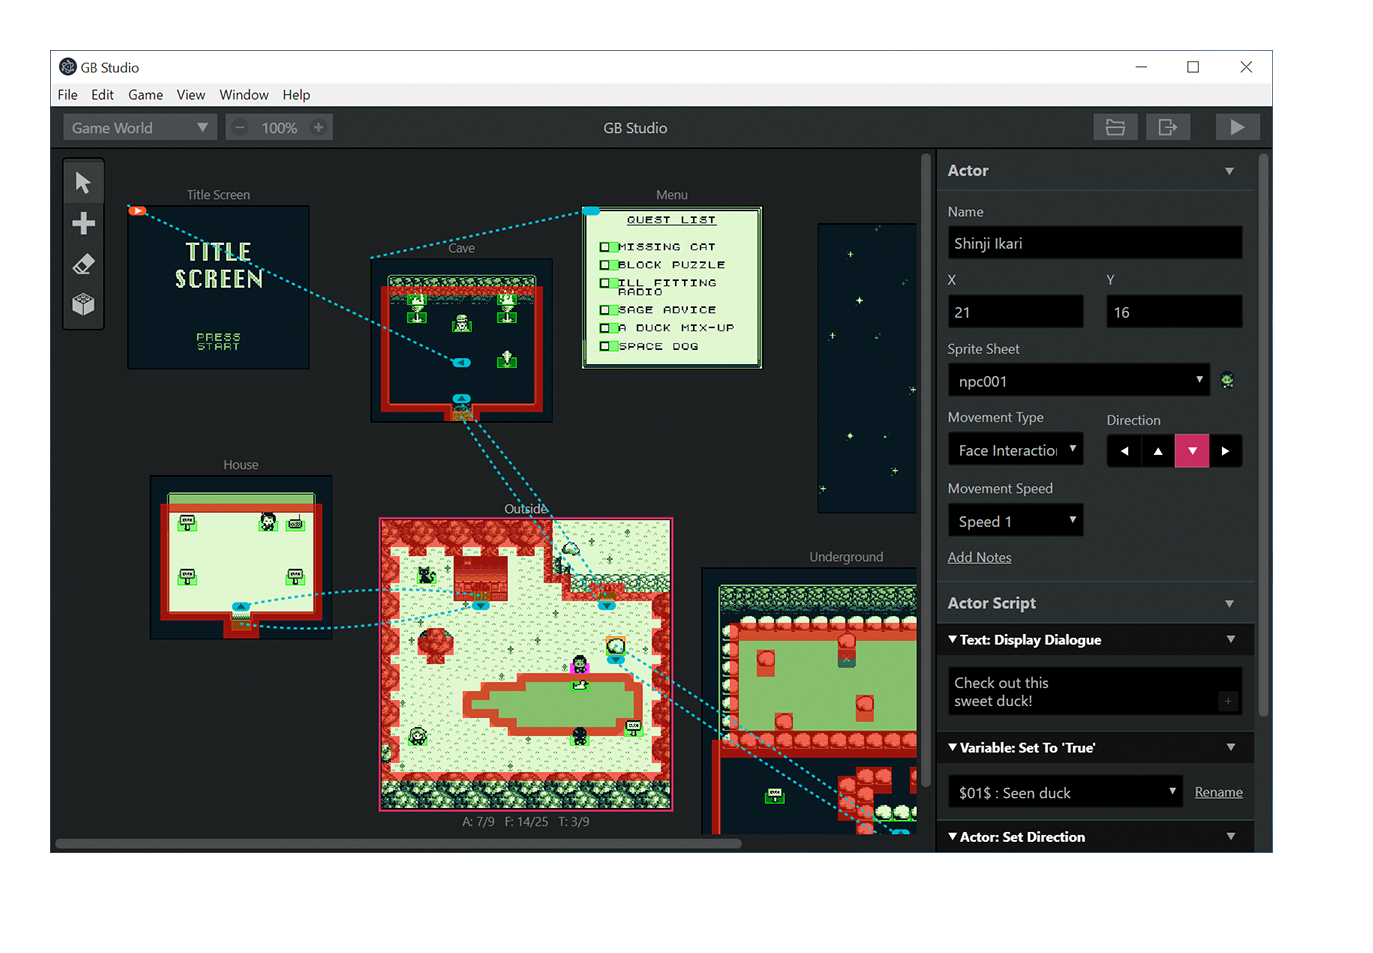 GB Studio
File Edit Game View Window Help
Game World
100%
GB Studio
Title Screen
TITLE
SCREEN
PRESS
START
Cave
Menu
QUEST LIST
MISSING CAT
BLOCK PUZZLE
ILL FITTING
RADIO
SAGE ADVICE
A DUCK MIX-UP
SPACE DOG
House
Outside
A: 7/9 F: 14/25 T: 3/9
Underground
Actor
Name
Shinji Ikari
X Y
21 16
Sprite Sheet
npc001
Movement Type Direction
Face Interaction
Movement Speed
Speed 1
Add Notes
Actor Script
Text: Display Dialogue
Check out this
sweet duck!
Variable: Set To 'True'
$01$ : Seen duck Rename
Actor: Set Direction